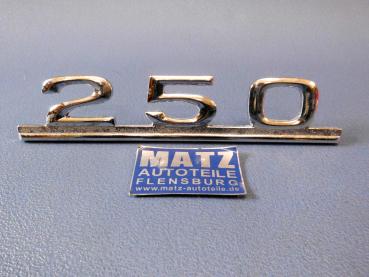 250
MATZ
AUTOTEILE
FLENSBURG
www.matz-autoteile.de